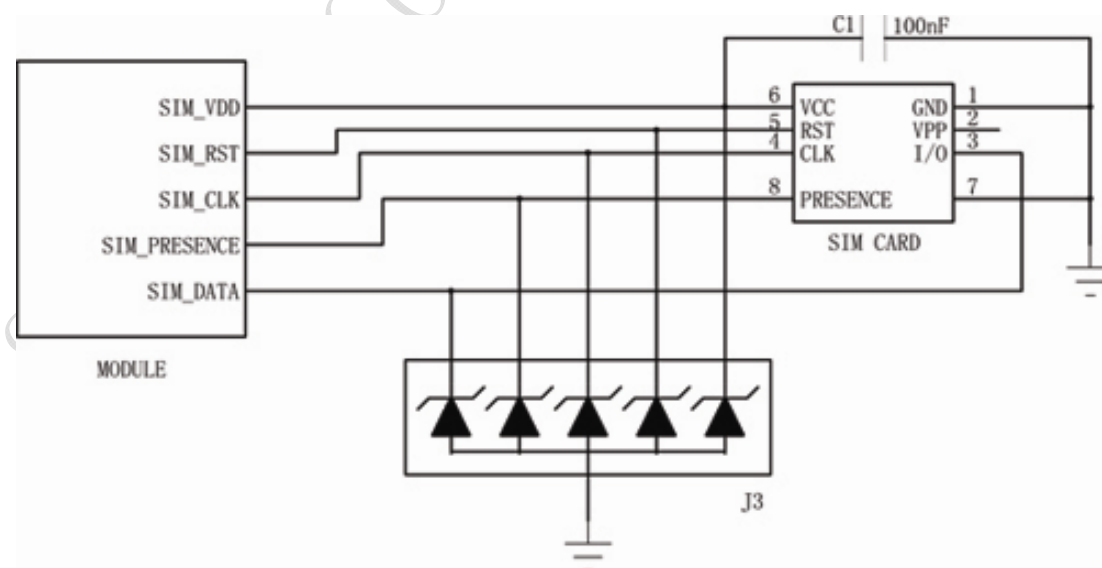 C1 100nF
SIM_VDD 6 VCC GND 1
5 RST VPP 2
SIM_RST 4 CLK I/O 3
SIM_CLK 8 PRESENCE 7
SIM_PRESENCE SIM CARD
SIM_DATA
MODULE
J3